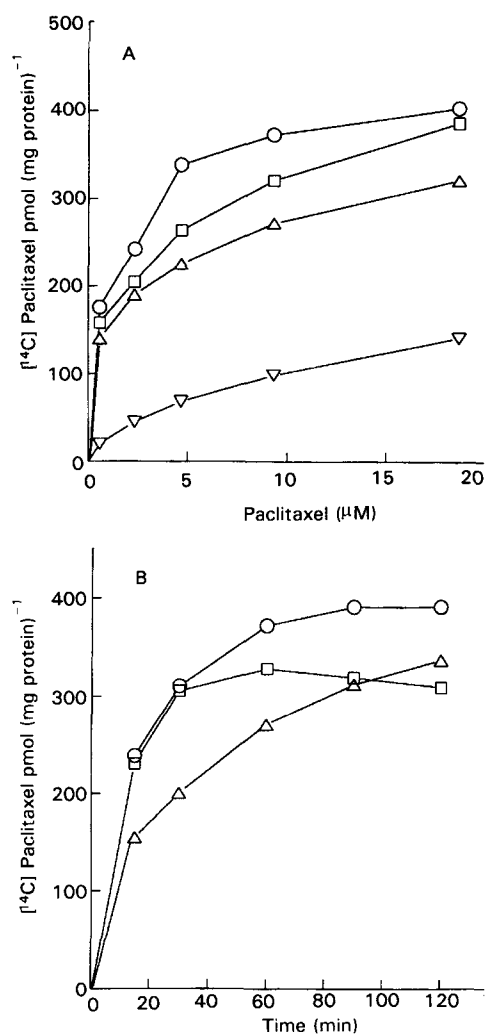 500
A
400
300
200
100
0
[¹⁴C] Paclitaxel pmol (mg protein)⁻¹
0 5 10 15 20
Paclitaxel (μM)
B
400
300
200
100
0
[¹⁴C] Paclitaxel pmol (mg protein)⁻¹
0 20 40 60 80 100 120
Time (min)